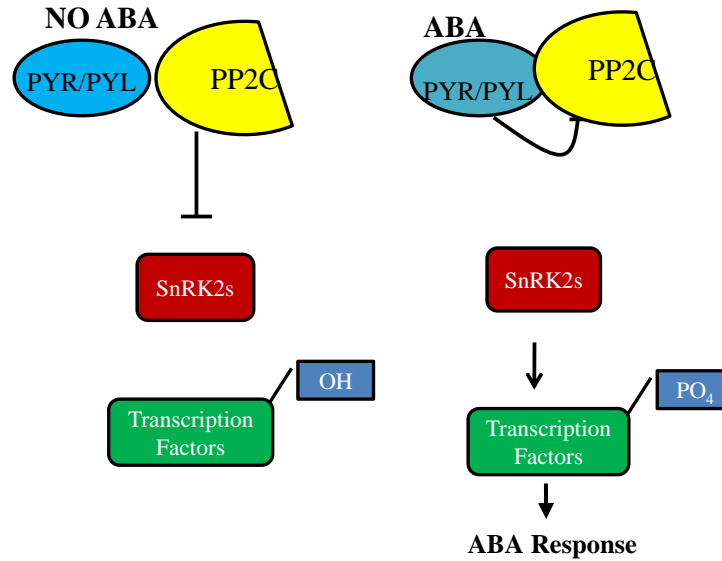 NO ABA
PYR/PYL
PP2C
SnRK2s
OH
Transcription
Factors
ABA
PYR/PYL
PP2C
SnRK2s
PO₄
Transcription
Factors
ABA Response